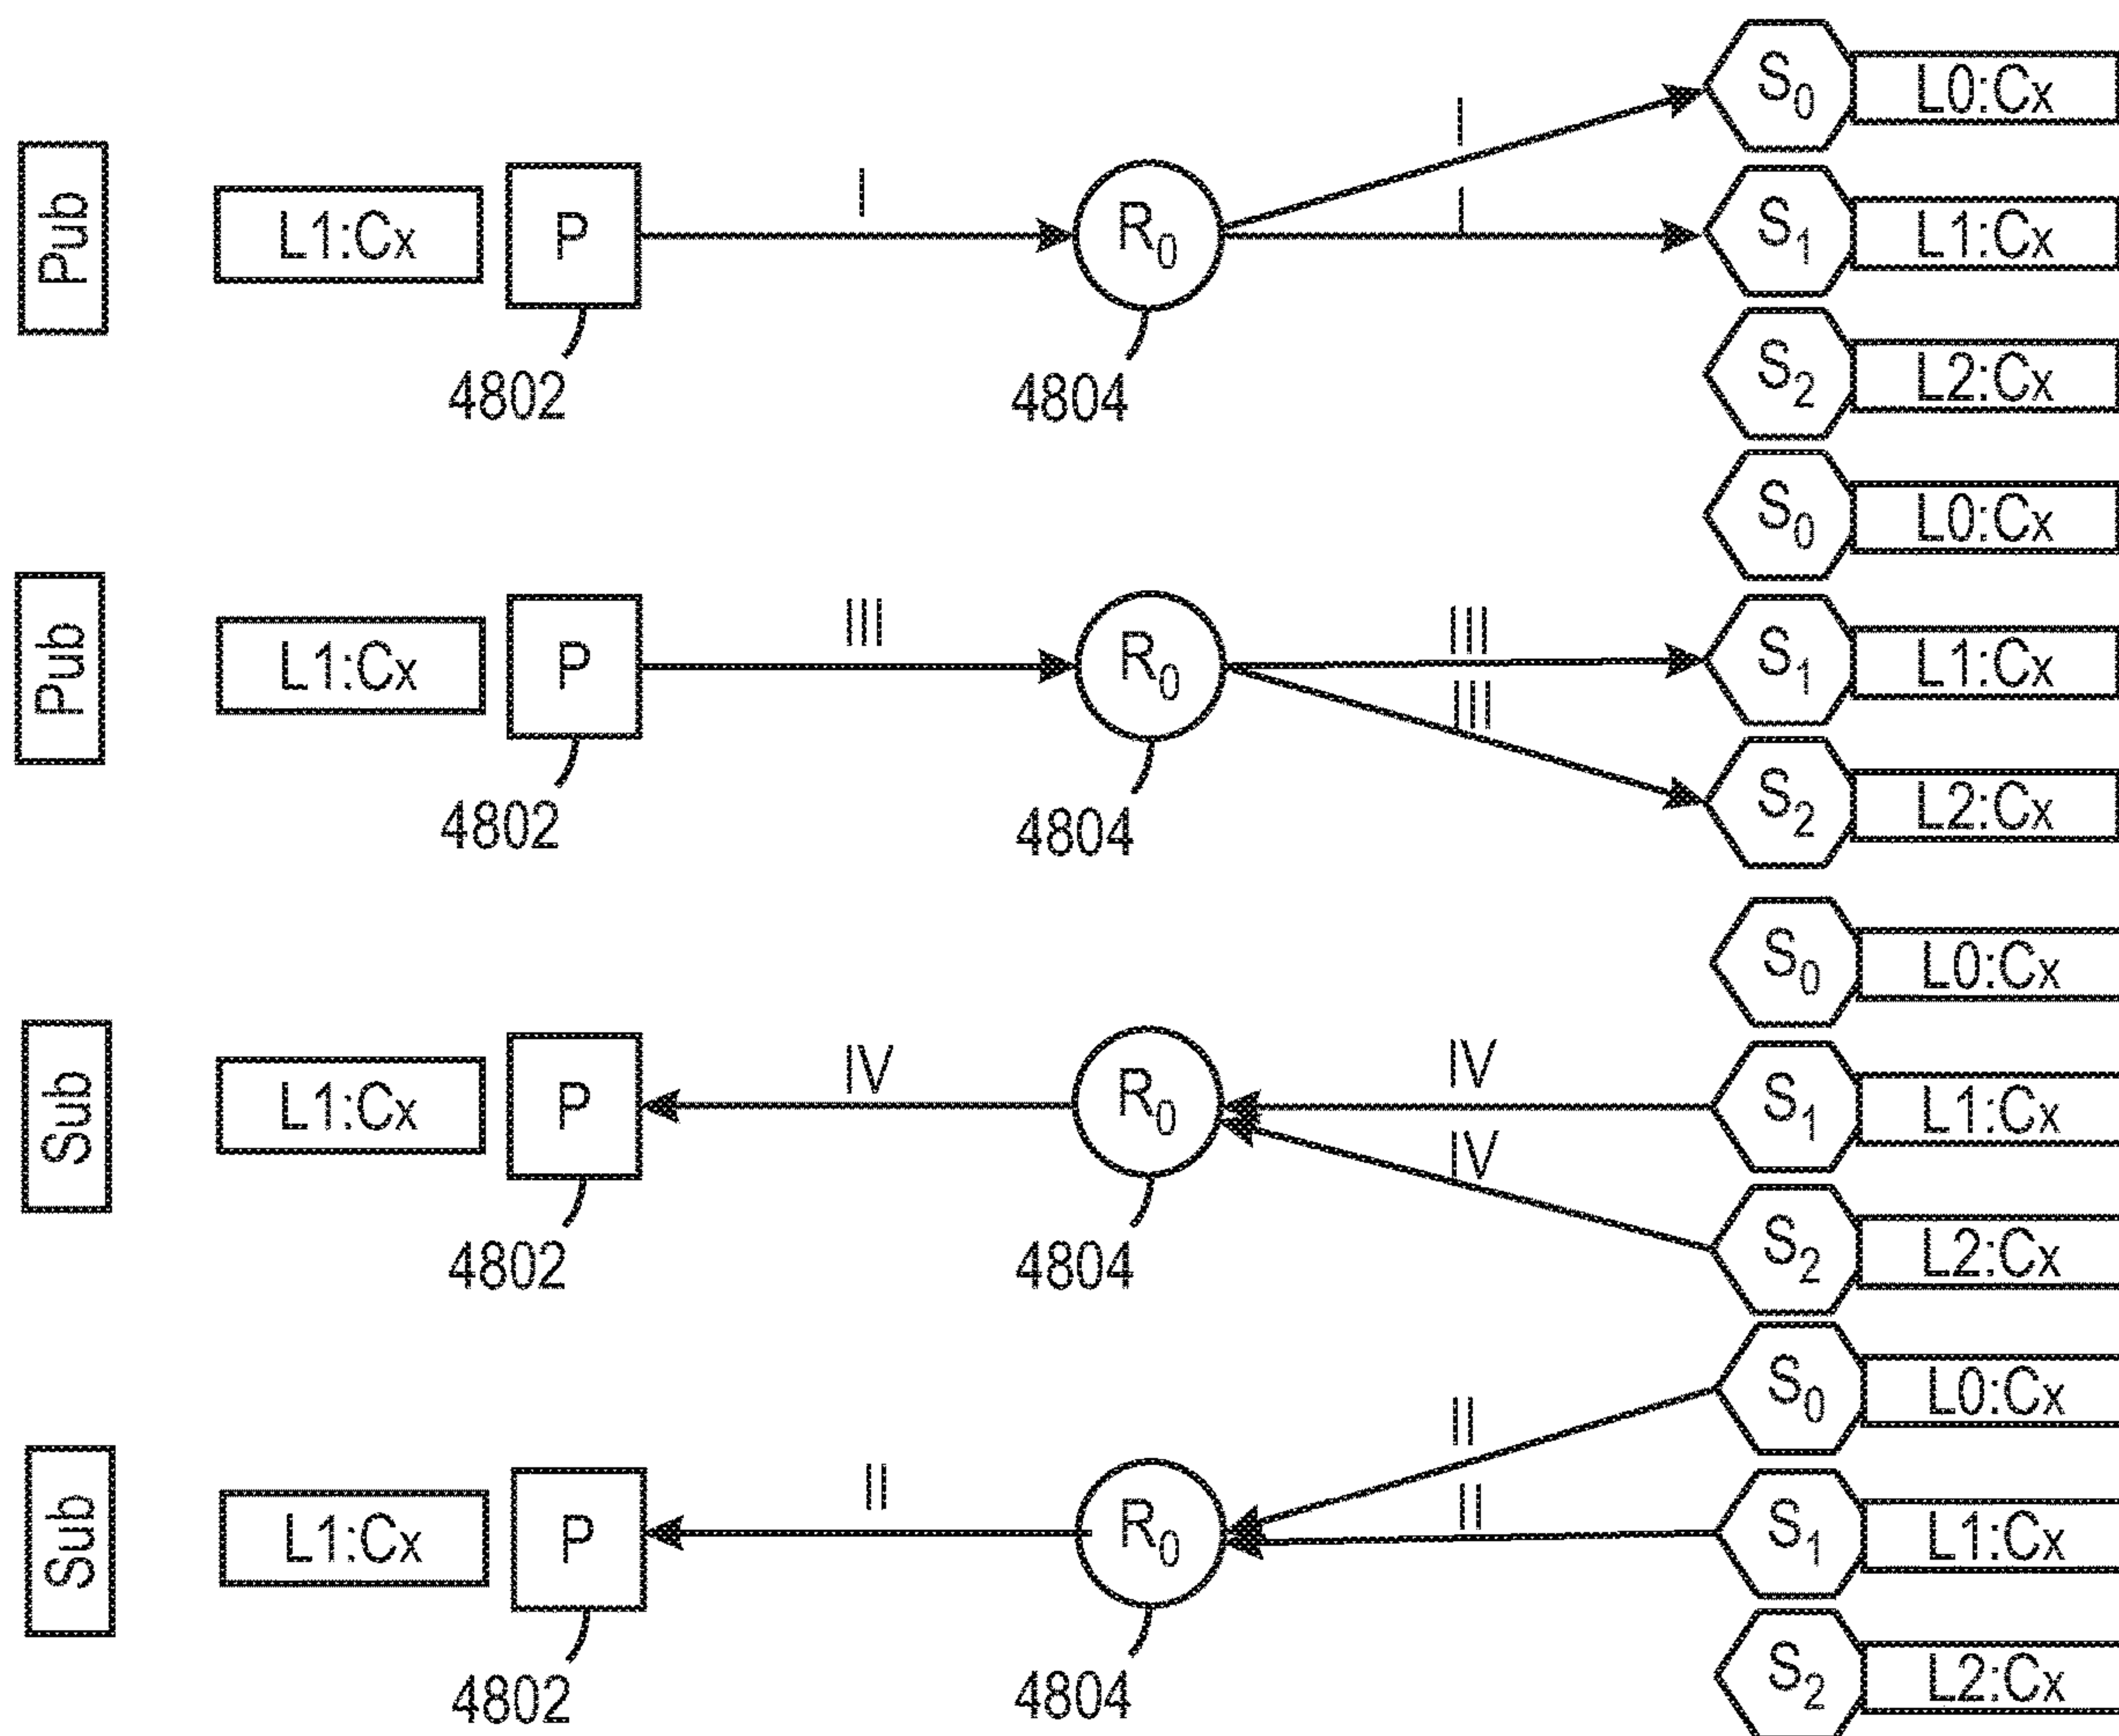 S0 L0:Cx
Pub L1:Cx P I R0 I I S1 L1:Cx
4802 4804 S2 L2:Cx
S0 L0:Cx
Pub L1:Cx P III R0 III III S1 L1:Cx
4802 4804 S2 L2:Cx
S0 L0:Cx
Sub L1:Cx P IV R0 IV IV S1 L1:Cx
4802 4804 S2 L2:Cx
S0 L0:Cx
Sub L1:Cx P II R0 II II S1 L1:Cx
4802 4804 S2 L2:Cx